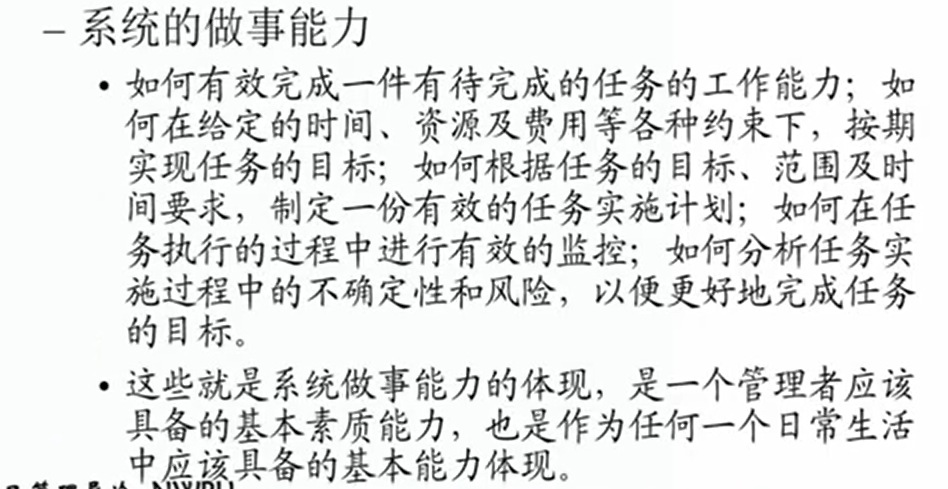 – 系统的做事能力
• 如何有效完成一件有待完成的任务的工作能力；如
何在给定的时间、资源及费用等各种约束下，按期
实现任务的目标；如何根据任务的目标、范围及时
间要求，制定一份有效的任务实施计划；如何在任
务执行的过程中进行有效的监控；如何分析任务实
施过程中的不确定性和风险，以便更好地完成任务
的目标。
• 这些就是系统做事能力的体现，是一个管理者应该
具备的基本素质能力，也是作为任何一个日常生活
中应该具备的基本能力体现。